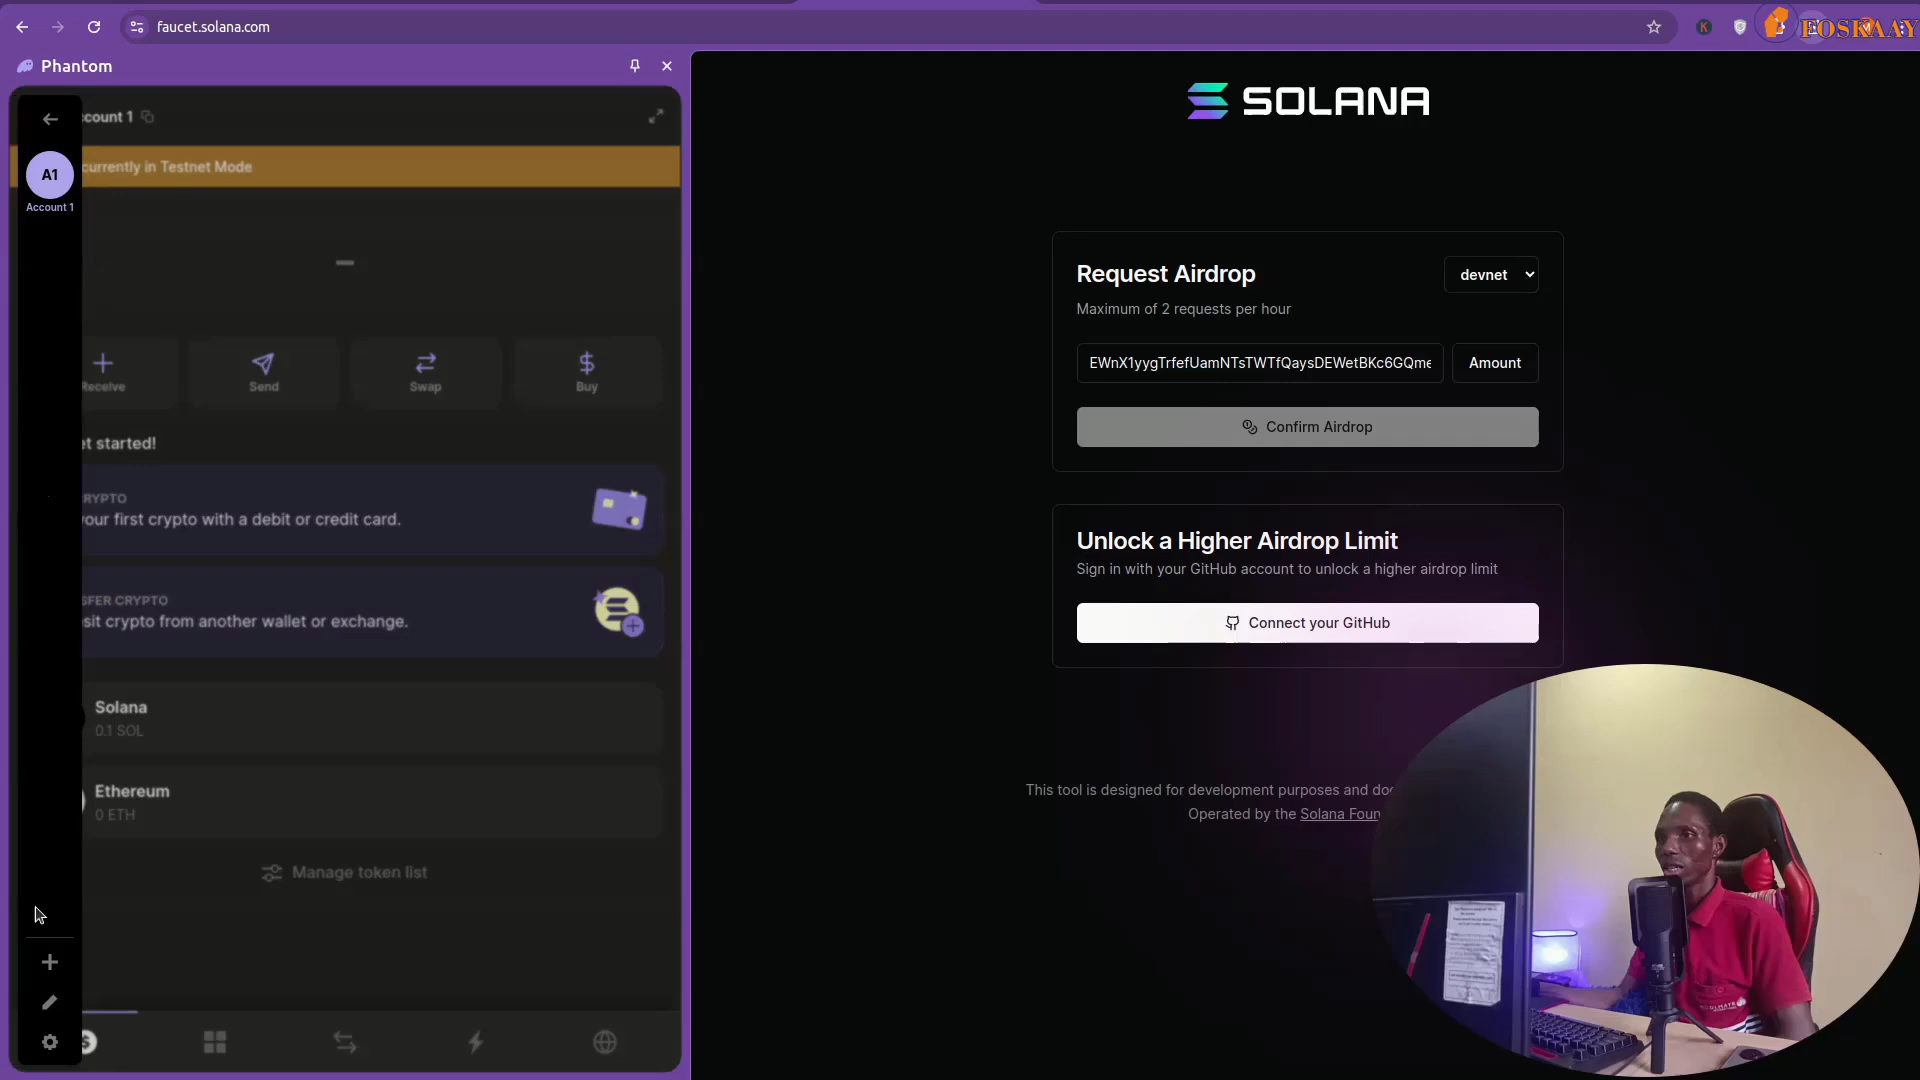 faucet.solana.com
K
FOSKAAY
Phantom
A1
Account 1
count 1
currently in Testnet Mode
Receive
Send
Swap
Buy
et started!
RYPTO
your first crypto with a debit or credit card.
SFER CRYPTO
sit crypto from another wallet or exchange.
Solana
0.1 SOL
Ethereum
0 ETH
Manage token list
SOLANA
Request Airdrop
devnet
Maximum of 2 requests per hour
EWnX1yygTrfefUamNTsTWTfQaysDEWetBKc6GQme
Amount
Confirm Airdrop
Unlock a Higher Airdrop Limit
Sign in with your GitHub account to unlock a higher airdrop limit
Connect your GitHub
This tool is designed for development purposes and doe
Operated by the Solana Foun